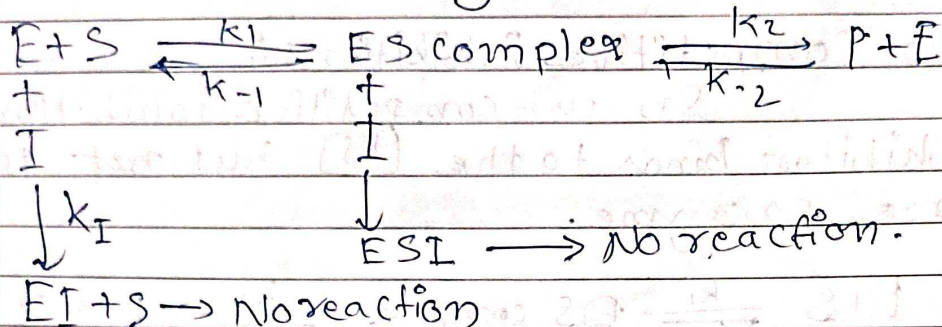 E+S ⇌ ES complex ⇌ P+E
k1 k2
k-1 k-2
+ +
I I
↓ kI ↓
ESI → No reaction.
EI+S → No reaction